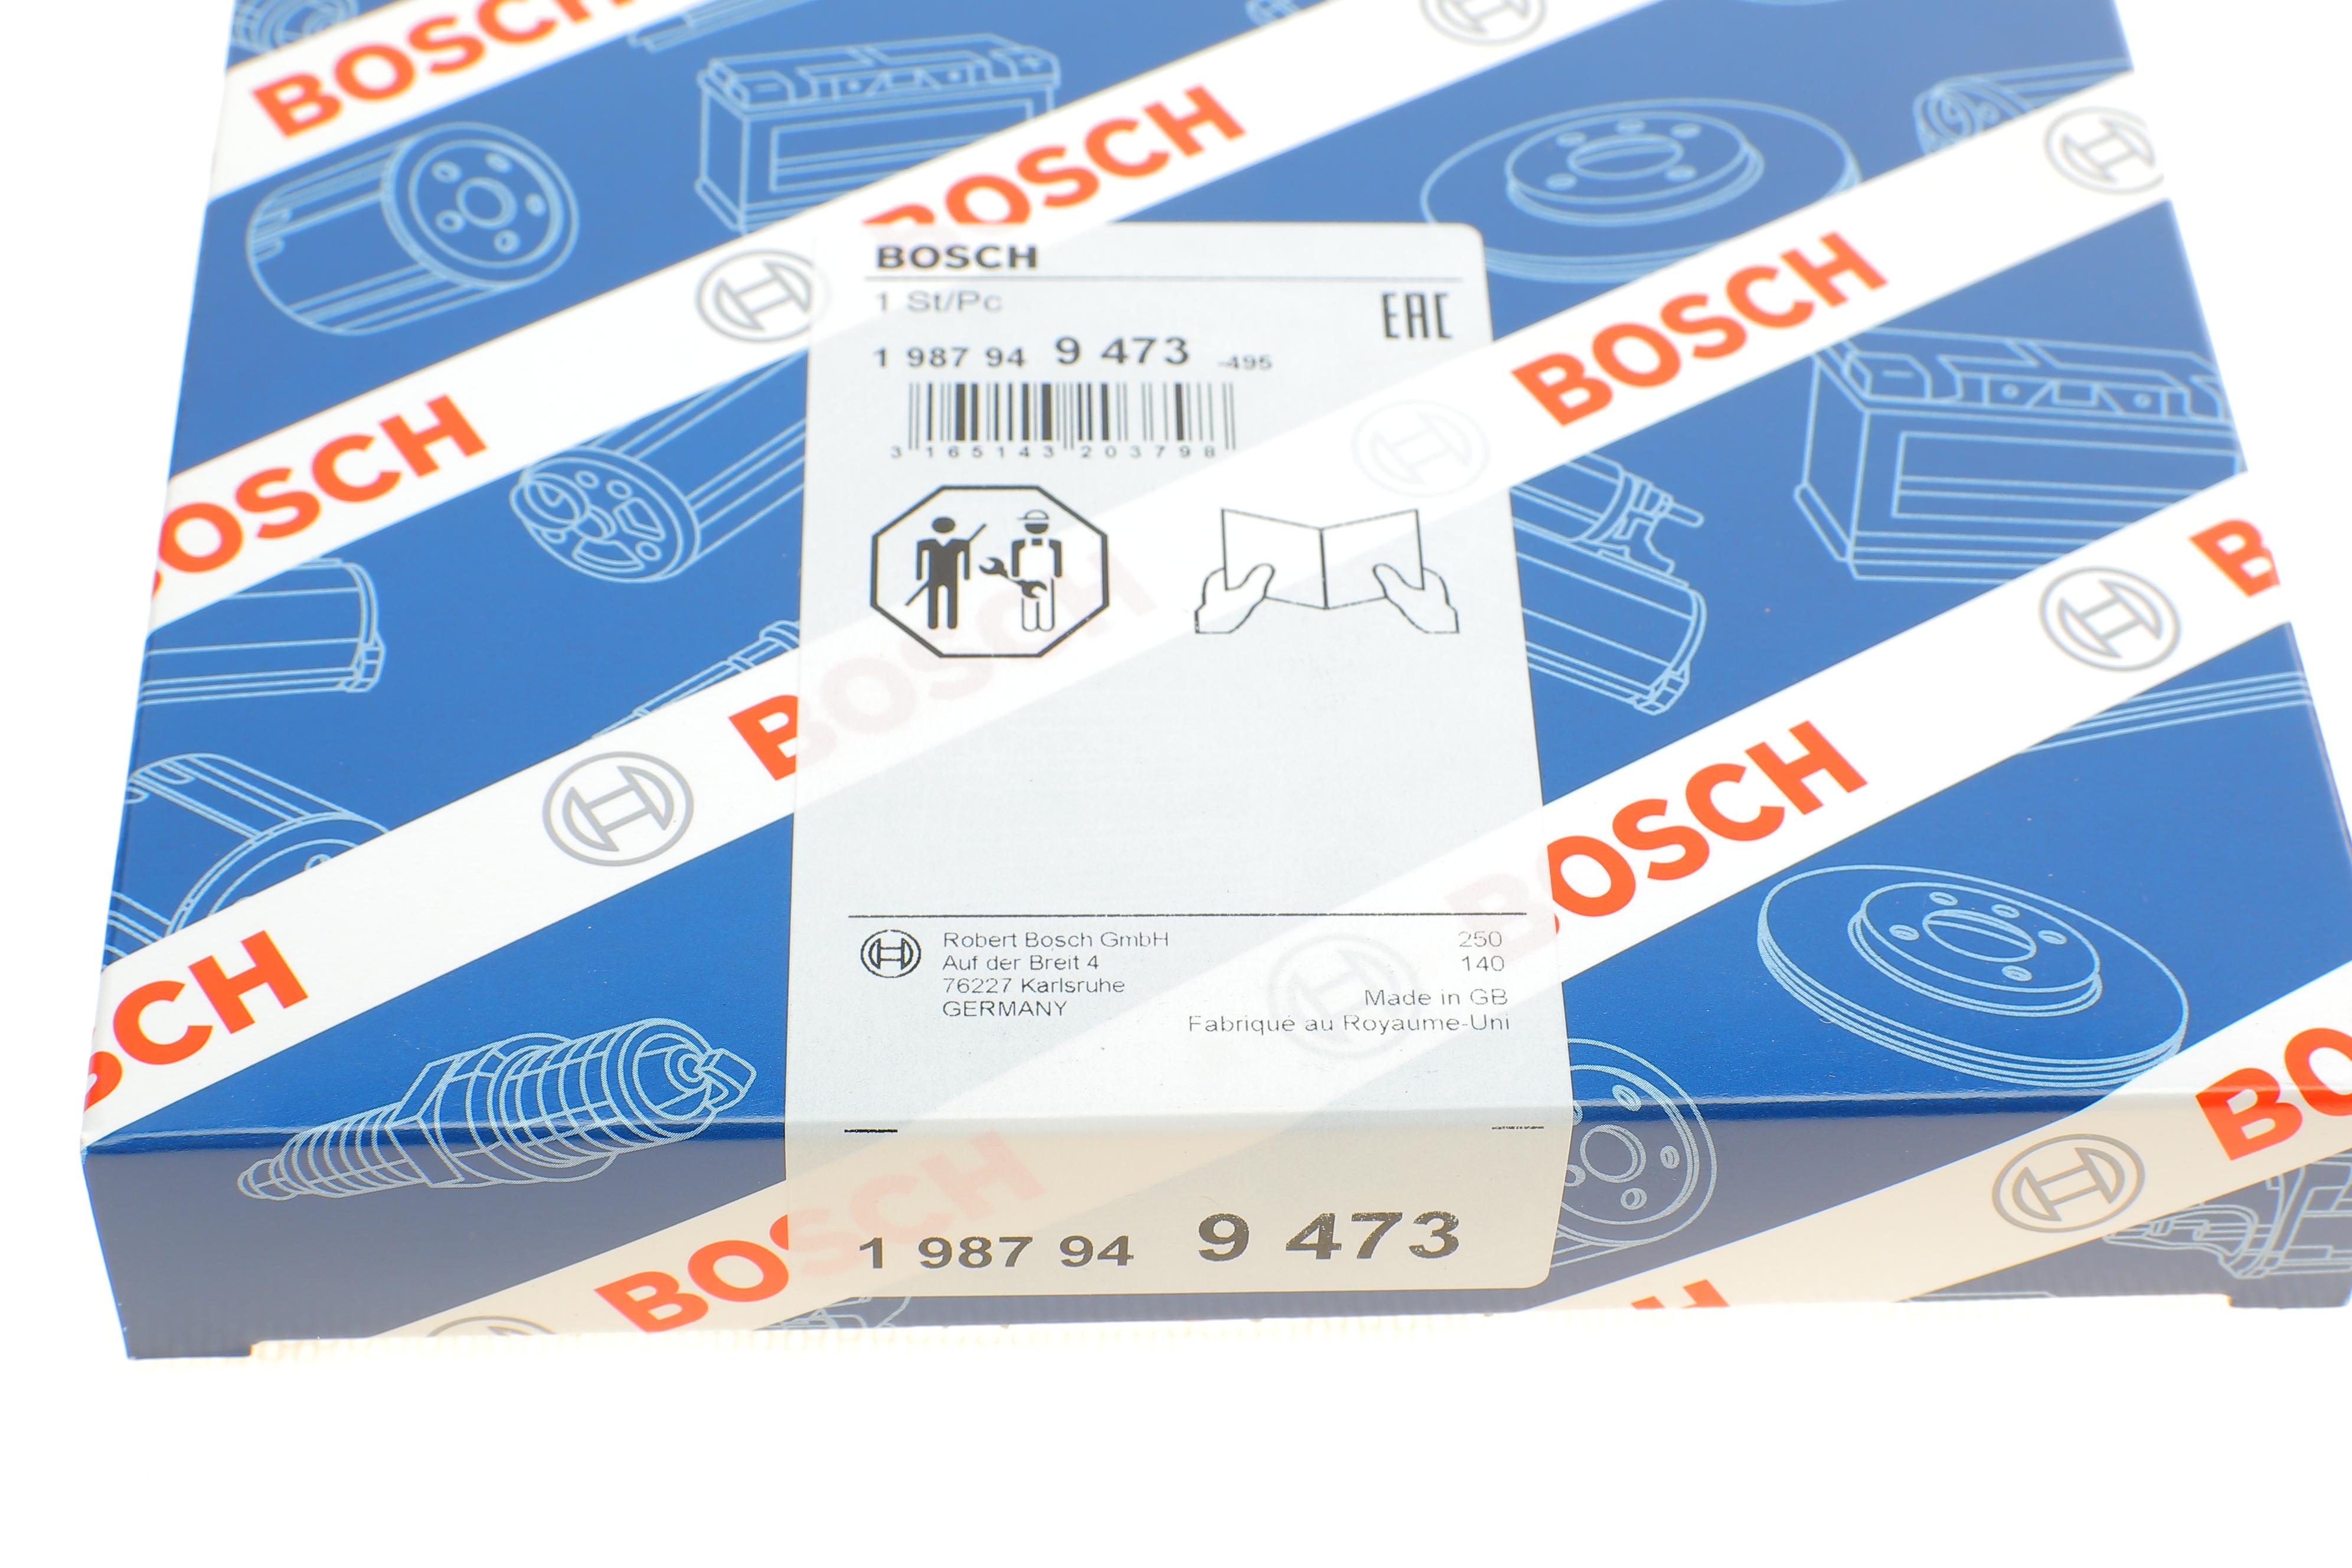 BOSCH
BOSCH
BOSCH
1 St/Pc
EAC
1 987 94 9 473 -495
3 165143 203798
BOSCH
BOSCH
BOSCH
BOSCH
Robert Bosch GmbH
Auf der Breit 4
76227 Karlsruhe
GERMANY
250
140
Made in GB
Fabriqué au Royaume-Uni
BOSCH
1 987 94 9 473